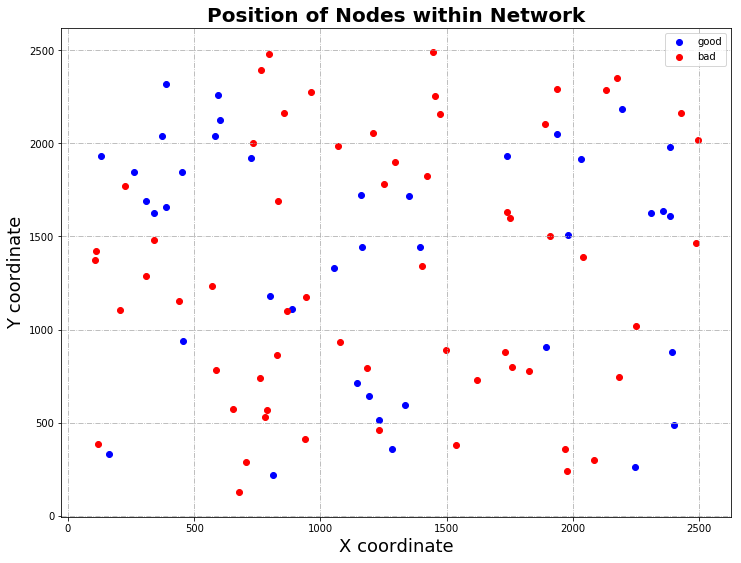 Position of Nodes within Network
good
bad
Y coordinate
2500
2000
1500
1000
500
0
0 500 1000 1500 2000 2500
X coordinate